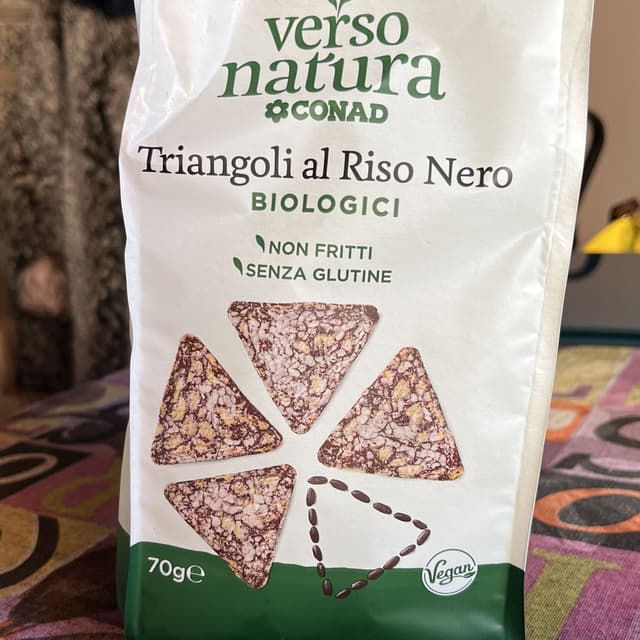 verso
natura
CONAD
Triangoli al Riso Nero
BIOLOGICI
NON FRITTI
SENZA GLUTINE
70g℮
Vegan